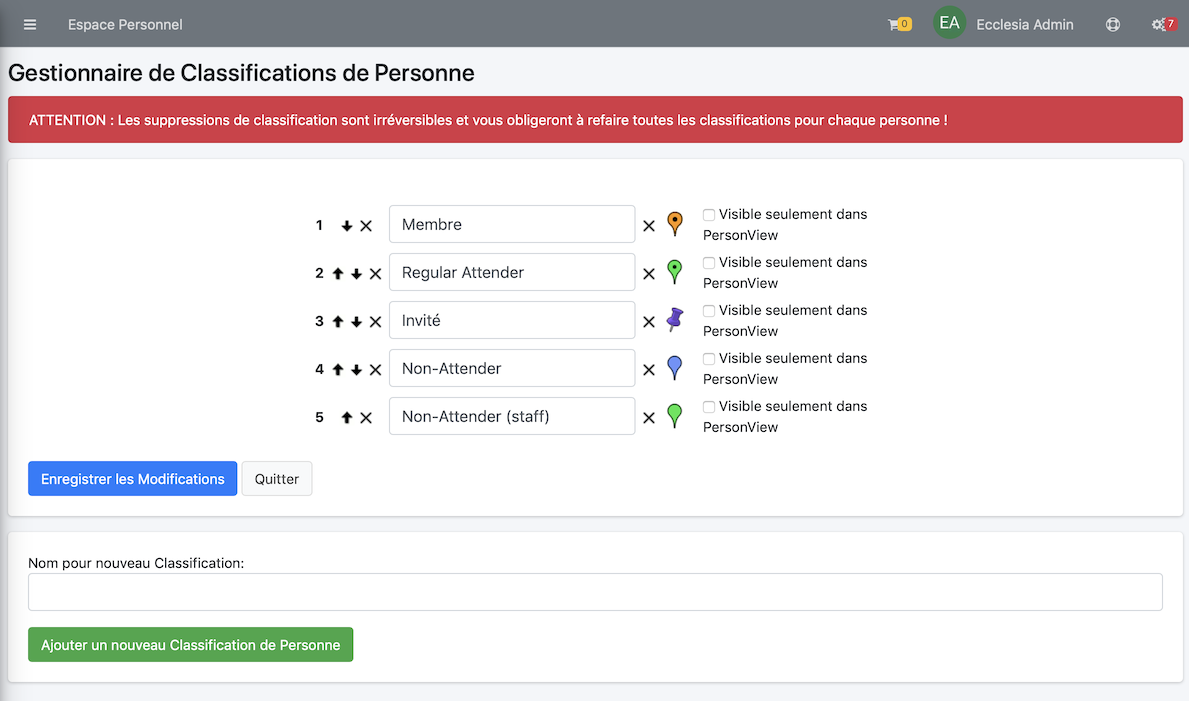 Espace Personnel
0
EA
Ecclesia Admin
7
Gestionnaire de Classifications de Personne
ATTENTION : Les suppressions de classification sont irréversibles et vous obligeront à refaire toutes les classifications pour chaque personne !
1 Membre Visible seulement dans
PersonView
2 Regular Attender Visible seulement dans
PersonView
3 Invité Visible seulement dans
PersonView
4 Non-Attender Visible seulement dans
PersonView
5 Non-Attender (staff) Visible seulement dans
PersonView
Enregistrer les Modifications Quitter
Nom pour nouveau Classification:
Ajouter un nouveau Classification de Personne